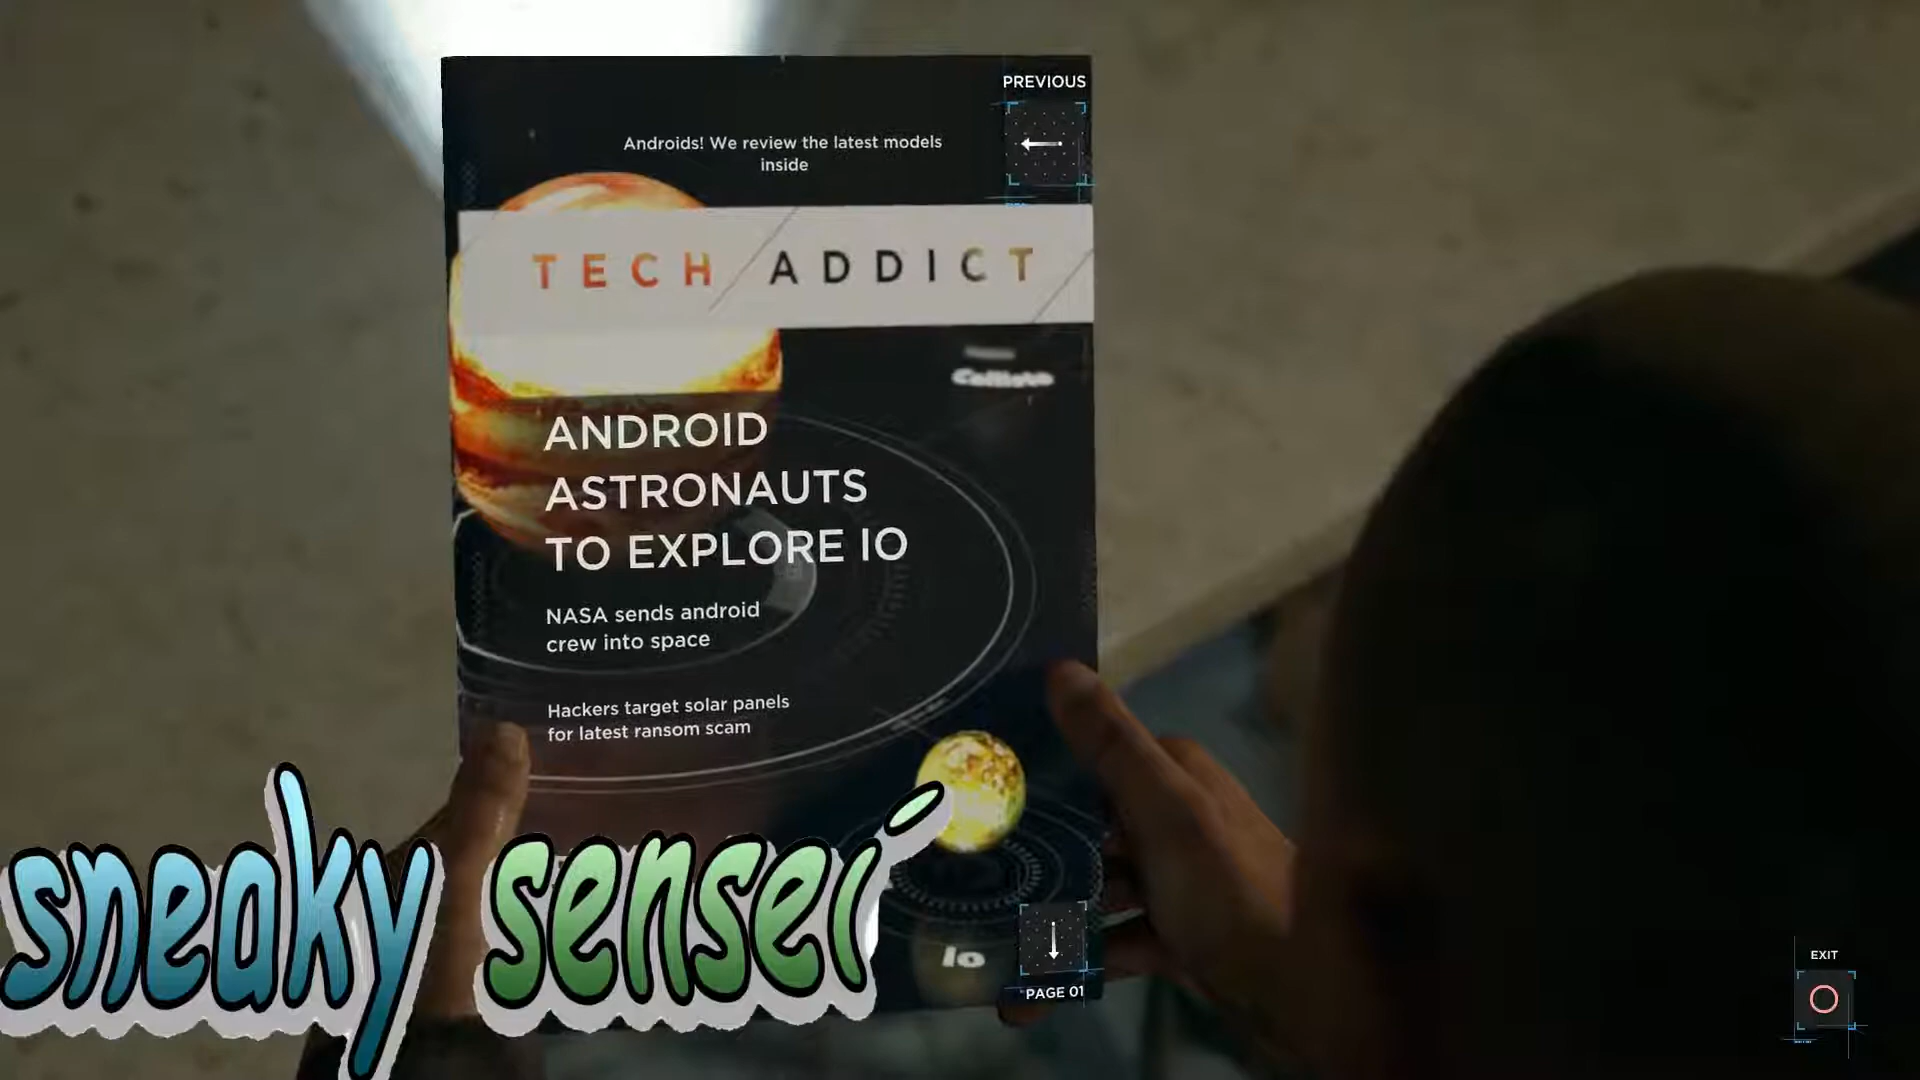 PREVIOUS
Androids! We review the latest models
inside
TECH ADDICT
Callisto
ANDROID
ASTRONAUTS
TO EXPLORE IO
NASA sends android
crew into space
Hackers target solar panels
for latest ransom scam
sneaky sensei
Io
PAGE 01
EXIT